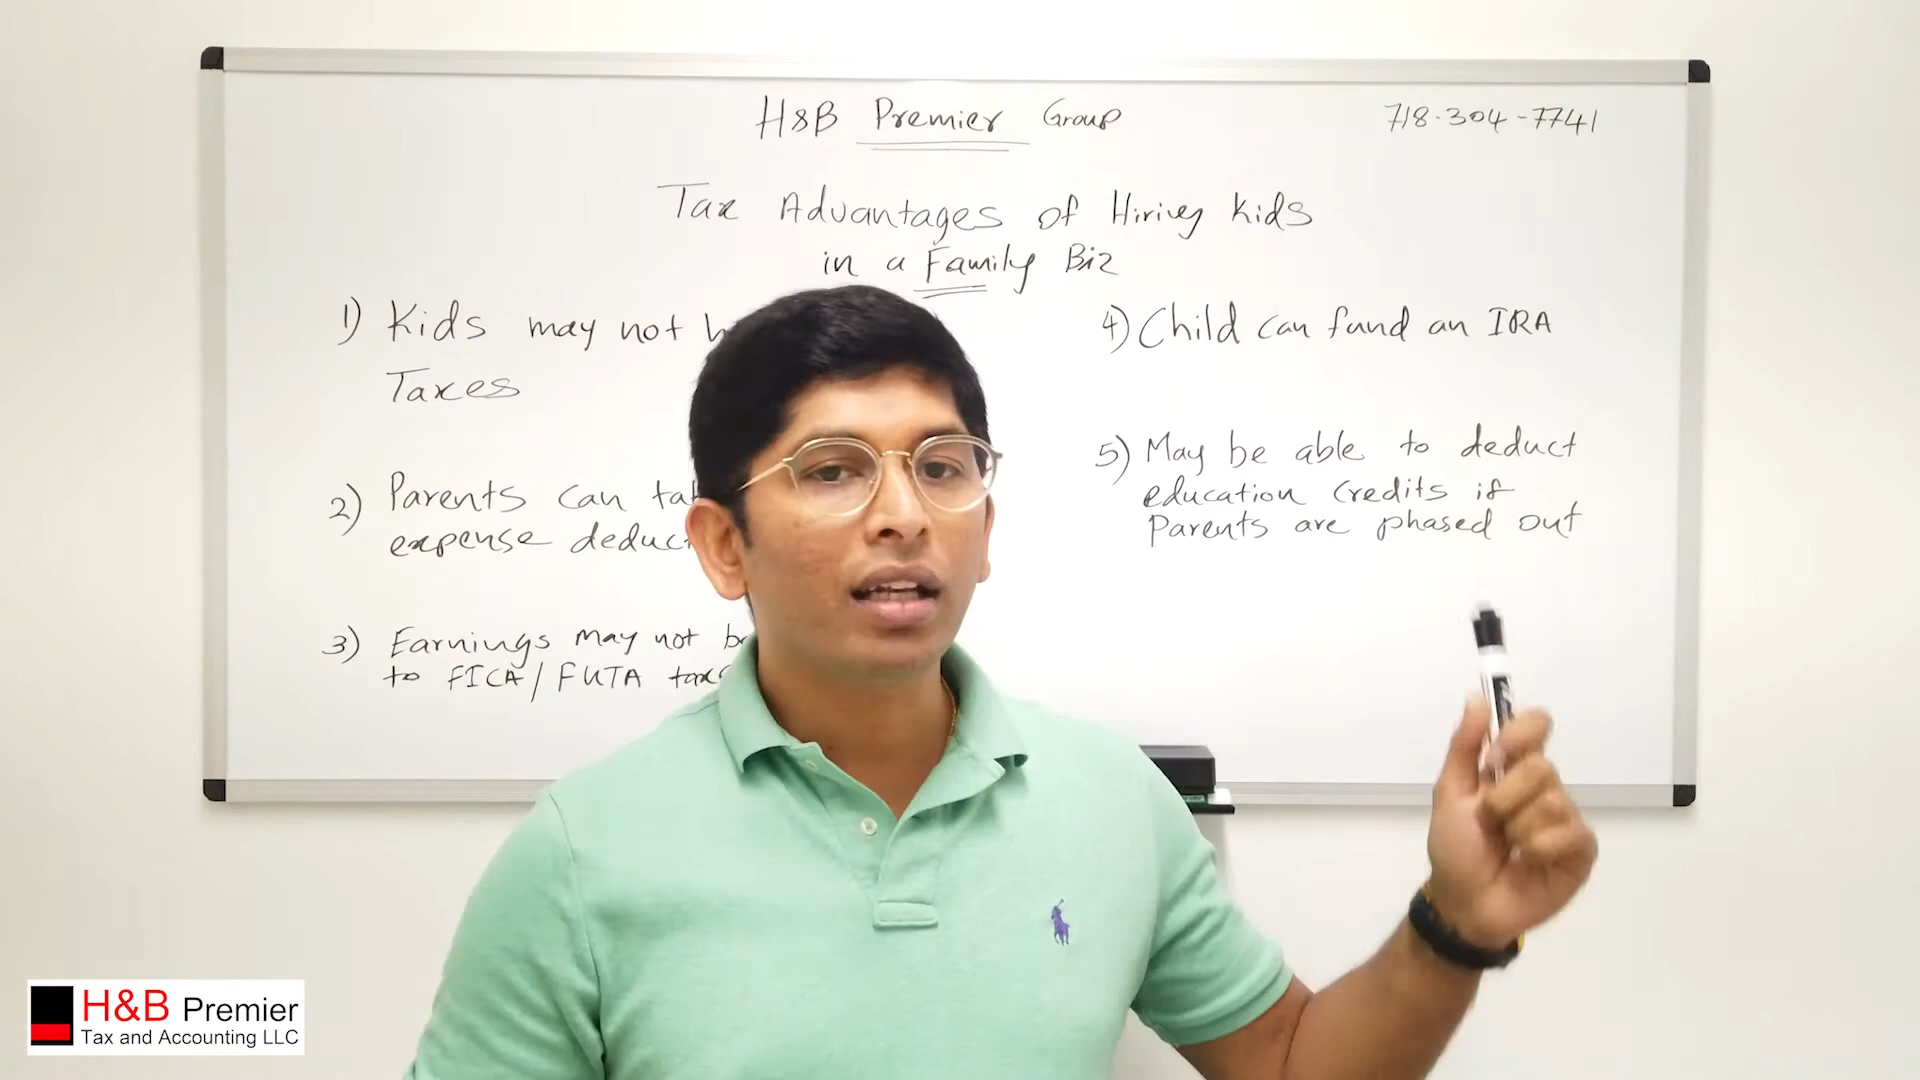 H&B Premier Group
718-304-7741
Tax Advantages of Hiring Kids
in a Family Biz
1) Kids may not
Taxes
2) Parents can
expense
3) Earnings may not
to FICA/FUTA
4) Child can fund an IRA
5) May be able to deduct
education credits if
Parents are phased out
H&B Premier
Tax and Accounting LLC